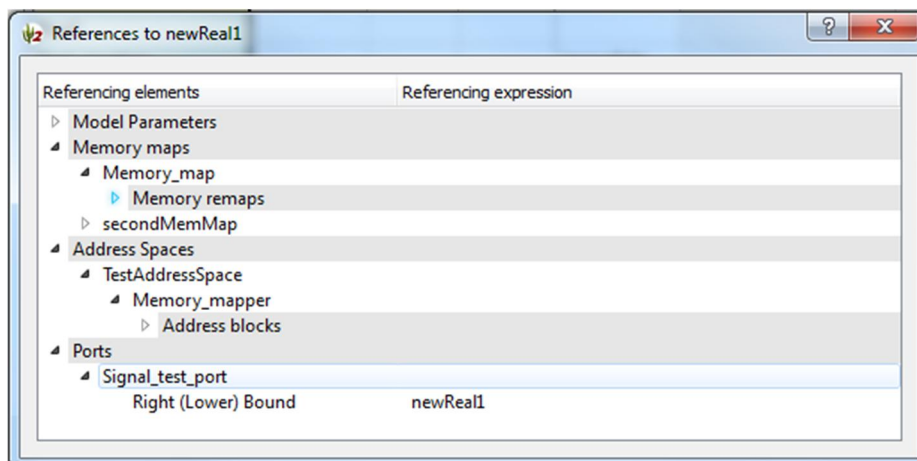 References to newReal1
Referencing elements Referencing expression
Model Parameters
Memory maps
Memory_map
Memory remaps
secondMemMap
Address Spaces
TestAddressSpace
Memory_mapper
Address blocks
Ports
Signal_test_port
Right (Lower) Bound newReal1